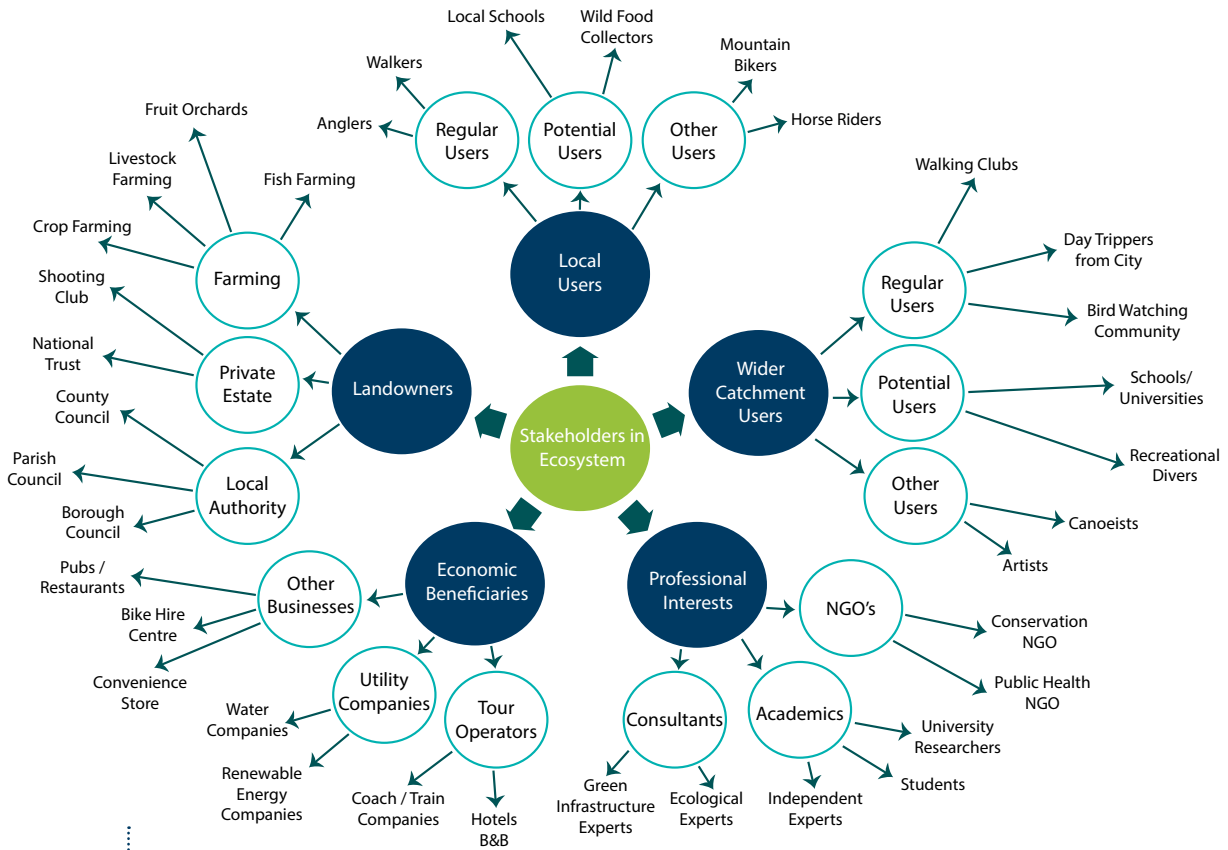 Stakeholders in
Ecosystem
Local
Users
Regular
Users
Walkers
Anglers
Potential
Users
Local Schools
Wild Food
Collectors
Other
Users
Mountain
Bikers
Horse Riders
Wider
Catchment
Users
Regular
Users
Walking Clubs
Day Trippers
from City
Bird Watching
Community
Potential
Users
Schools/
Universities
Recreational
Divers
Other
Users
Canoeists
Artists
Professional
Interests
NGO's
Conservation
NGO
Public Health
NGO
Academics
University
Researchers
Students
Independent
Experts
Consultants
Ecological
Experts
Green
Infrastructure
Experts
Economic
Beneficiaries
Tour
Operators
Hotels
B&B
Coach / Train
Companies
Utility
Companies
Renewable
Energy
Companies
Water
Companies
Other
Businesses
Convenience
Store
Bike Hire
Centre
Pubs /
Restaurants
Landowners
Local
Authority
Borough
Council
Parish
Council
County
Council
Private
Estate
National
Trust
Shooting
Club
Farming
Crop Farming
Livestock
Farming
Fruit Orchards
Fish Farming